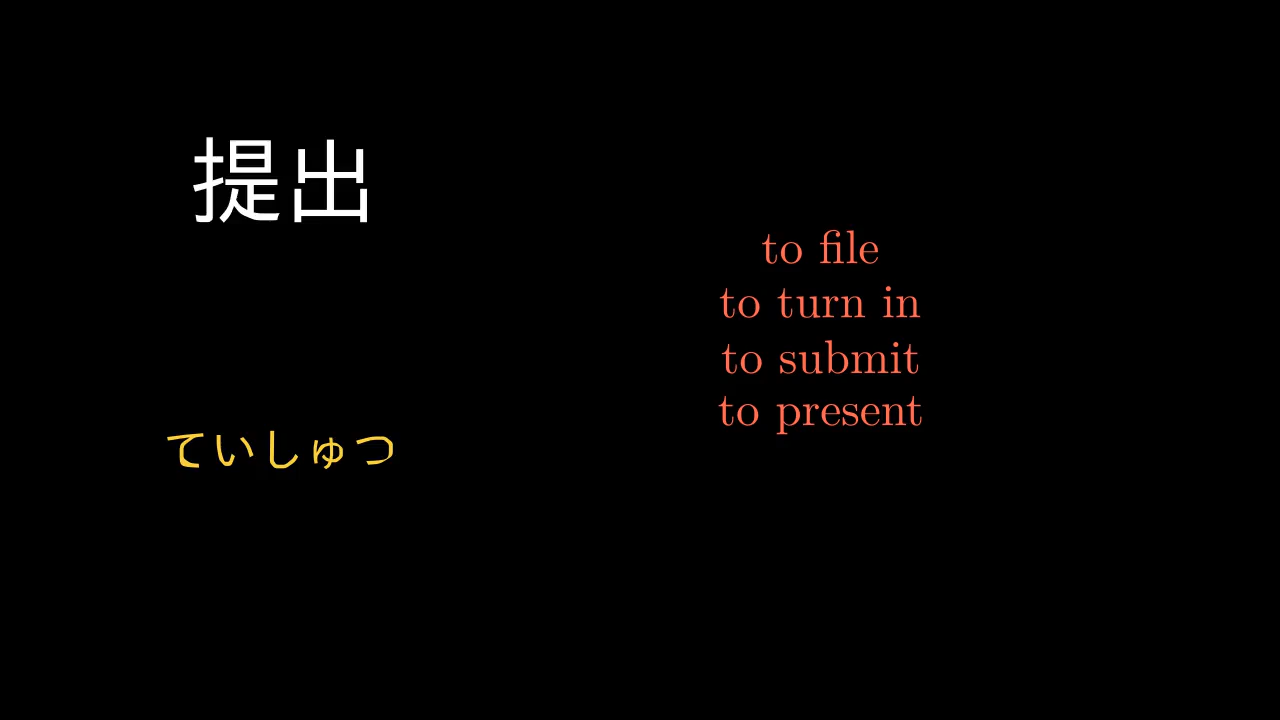 提出
ていしゅつ
to file
to turn in
to submit
to present